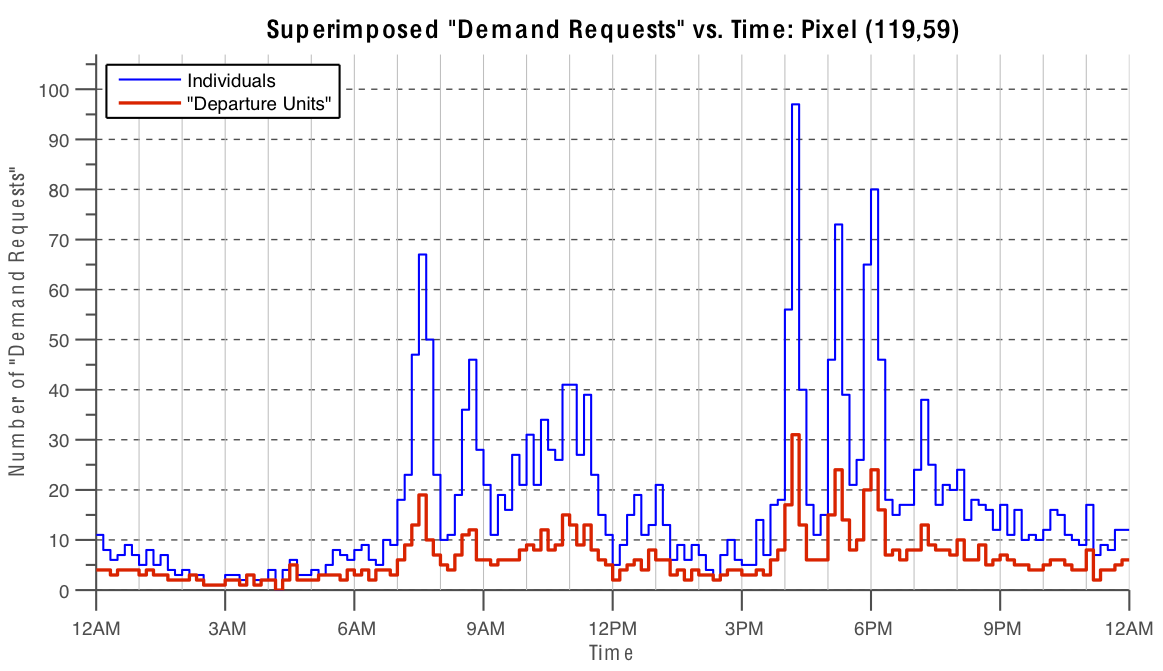 Superimposed "Demand Requests" vs. Time: Pixel (119,59)
Individuals
"Departure Units"
Number of "Demand Requests"
100
90
80
70
60
50
40
30
20
10
0
12AM 3AM 6AM 9AM 12PM 3PM 6PM 9PM 12AM
Time